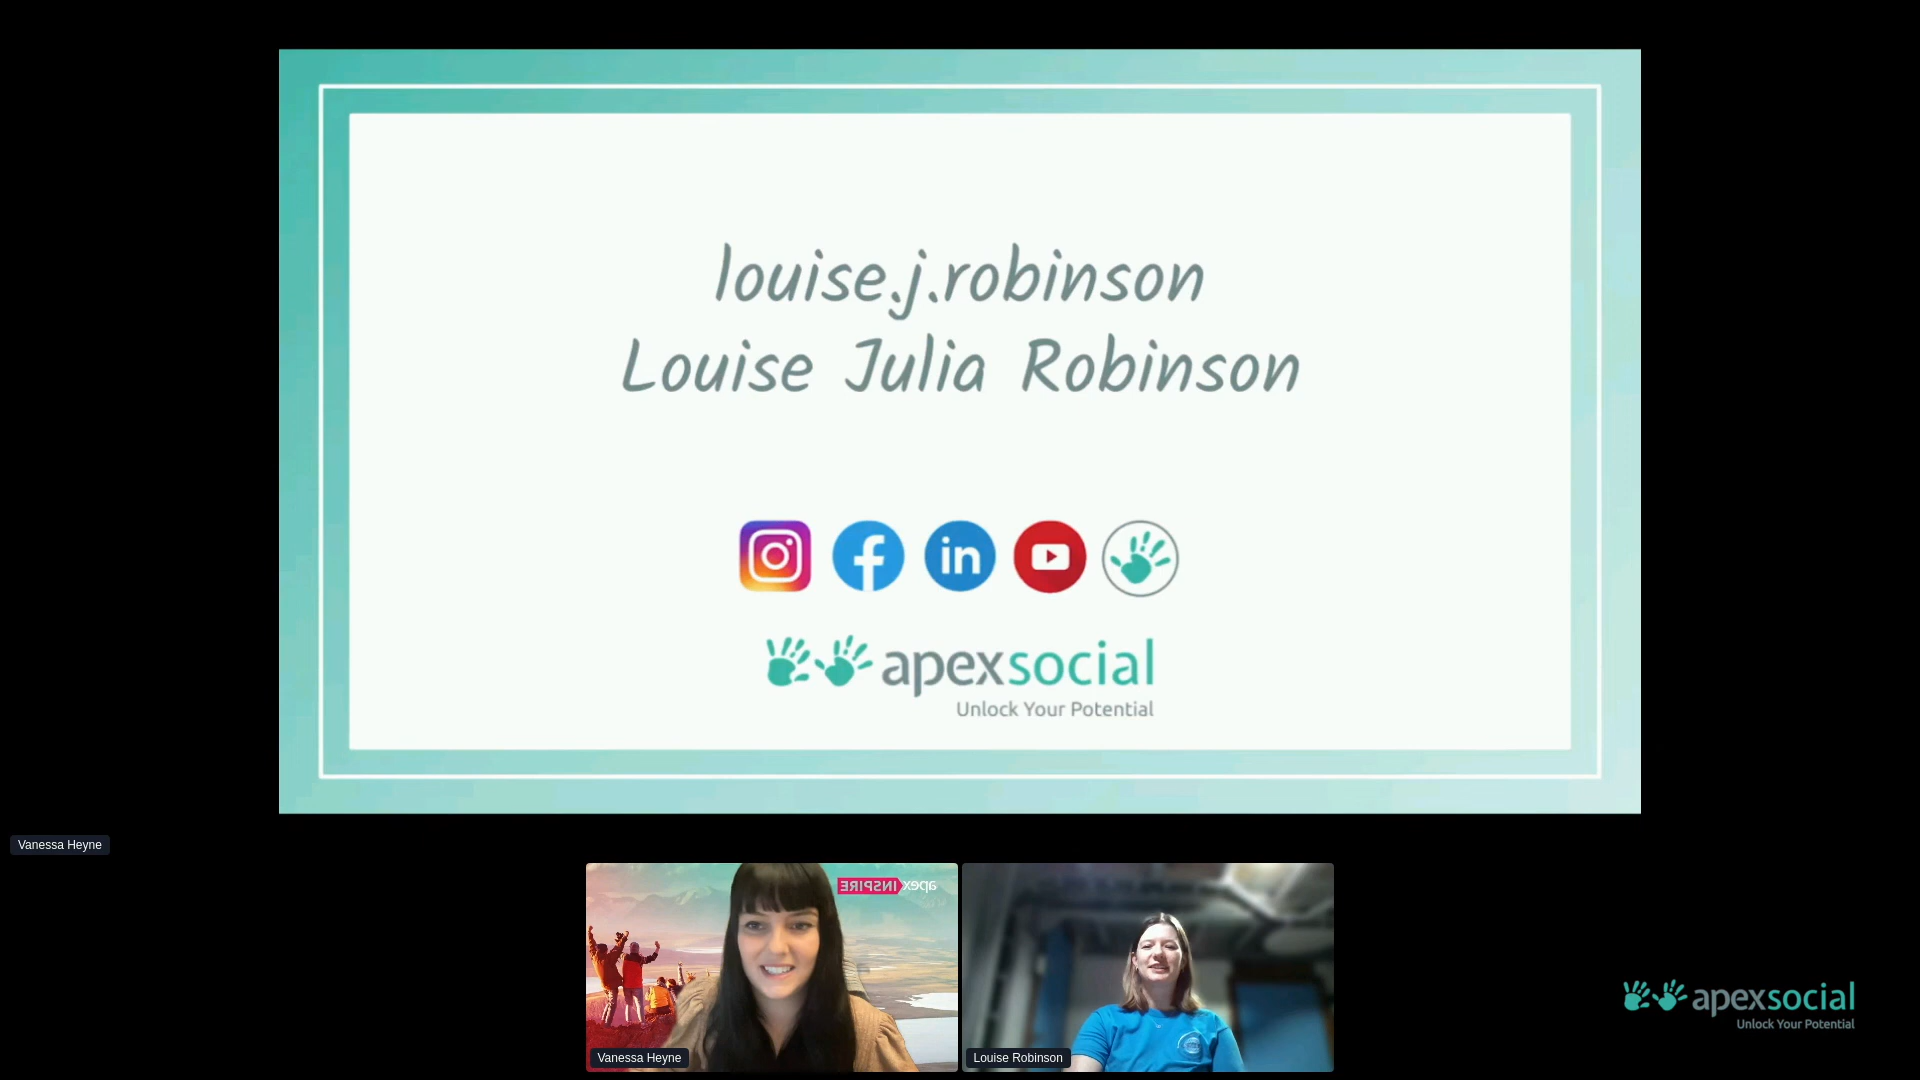 louise.j.robinson
Louise Julia Robinson
in
apexsocial
Unlock Your Potential
Vanessa Heyne
apex INSPIRE
Vanessa Heyne
Louise Robinson
apexsocial
Unlock Your Potential